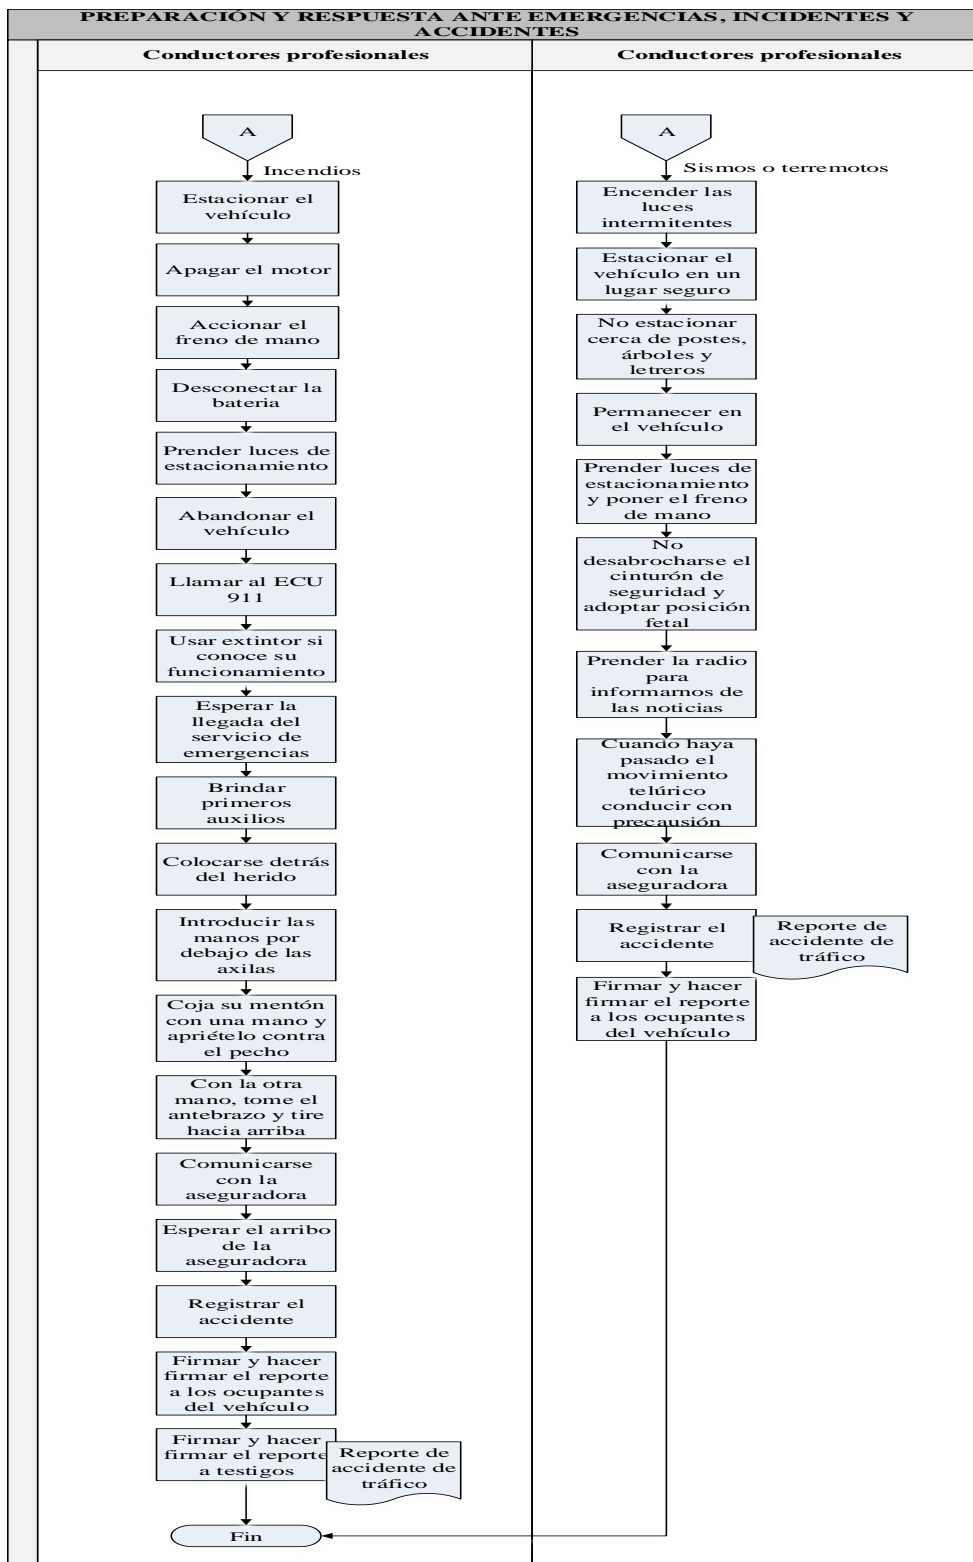 PREPARACIÓN Y RESPUESTA ANTE EMERGENCIAS, INCIDENTES Y
ACCIDENTES
Conductores profesionales
Conductores profesionales
A
Incendios
Estacionar el
vehículo
Apagar el motor
Accionar el
freno de mano
Desconectar la
bateria
Prender luces de
estacionamiento
Abandonar el
vehículo
Llamar al ECU
911
Usar extintor si
conoce su
funcionamiento
Esperar la
llegada del
servicio de
emergencias
Brindar
primeros
auxilios
Colocarse detrás
del herido
Introducir las
manos por
debajo de las
axilas
Coja su mentón
con una mano y
apriételo contra
el pecho
Con la otra
mano, tome el
antebrazo y tire
hacia arriba
Comunicarse
con la
aseguradora
Esperar el arribo
de la
aseguradora
Registrar el
accidente
Firmar y hacer
firmar el reporte
a los ocupantes
del vehículo
Firmar y hacer
firmar el reporte
a testigos
Reporte de
accidente de
tráfico
Fin
A
Sismos o terremotos
Encender las
luces
intermitentes
Estacionar el
vehículo en un
lugar seguro
No estacionar
cerca de postes,
árboles y
letreros
Permanecer en
el vehículo
Prender luces de
estacionamiento
y poner el freno
de mano
No
desabrocharse el
cinturón de
seguridad y
adoptar posición
fetal
Prender la radio
para
informarnos de
las noticias
Cuando haya
pasado el
movimiento
telúrico
conducir con
precausión
Comunicarse
con la
aseguradora
Registrar el
accidente
Reporte de
accidente de
tráfico
Firmar y hacer
firmar el reporte
a los ocupantes
del vehículo